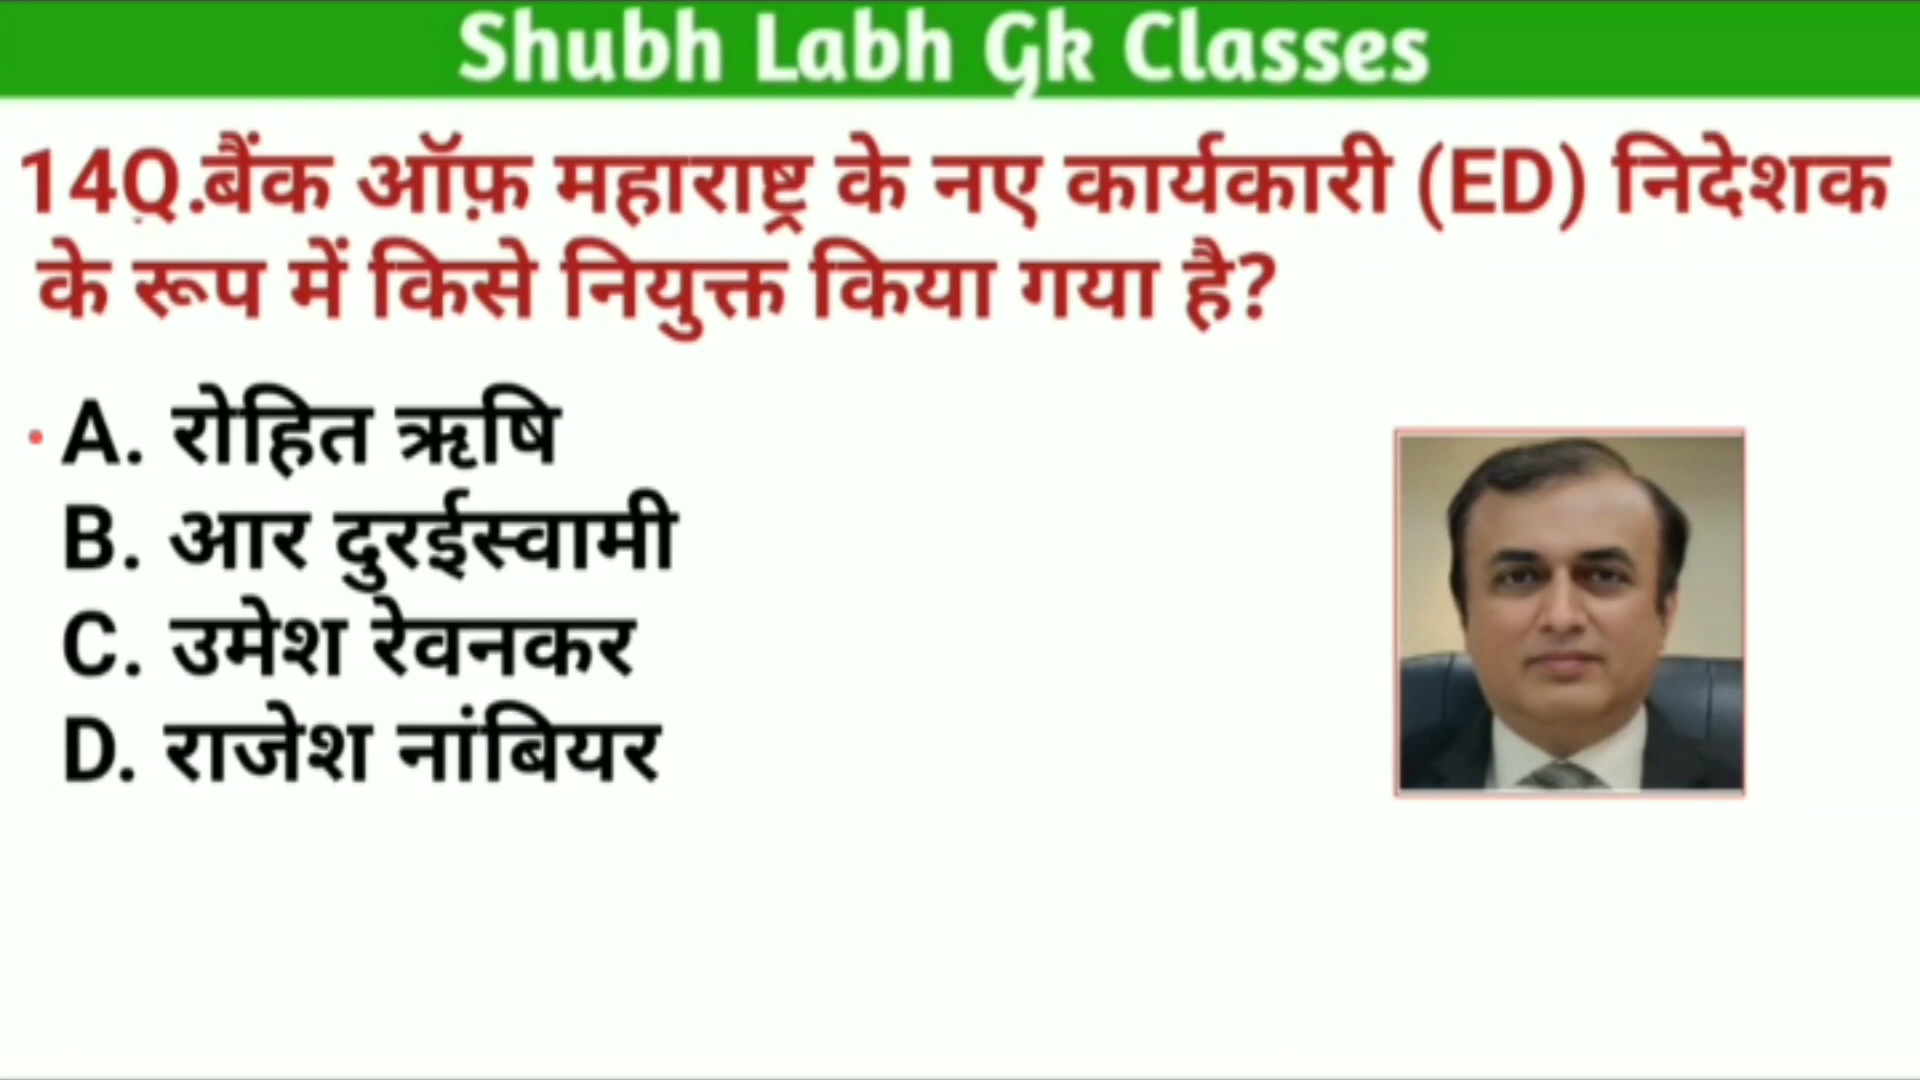 Shubh Labh Gk Classes
14Q.बैंक ऑफ़ महाराष्ट्र के नए कार्यकारी (ED) निदेशक
के रूप में किसे नियुक्त किया गया है?
A. रोहित ऋषि
B. आर दुरईस्वामी
C. उमेश रेवनकर
D. राजेश नांबियर